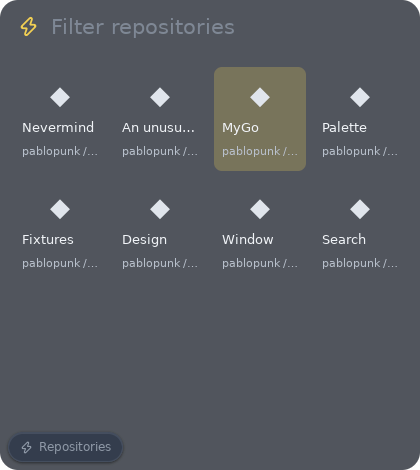 Filter repositories
Nevermind An unusu... MyGo Palette
pablopunk /... pablopunk /... pablopunk /... pablopunk /...
Fixtures Design Window Search
pablopunk /... pablopunk /... pablopunk /... pablopunk /...
Repositories